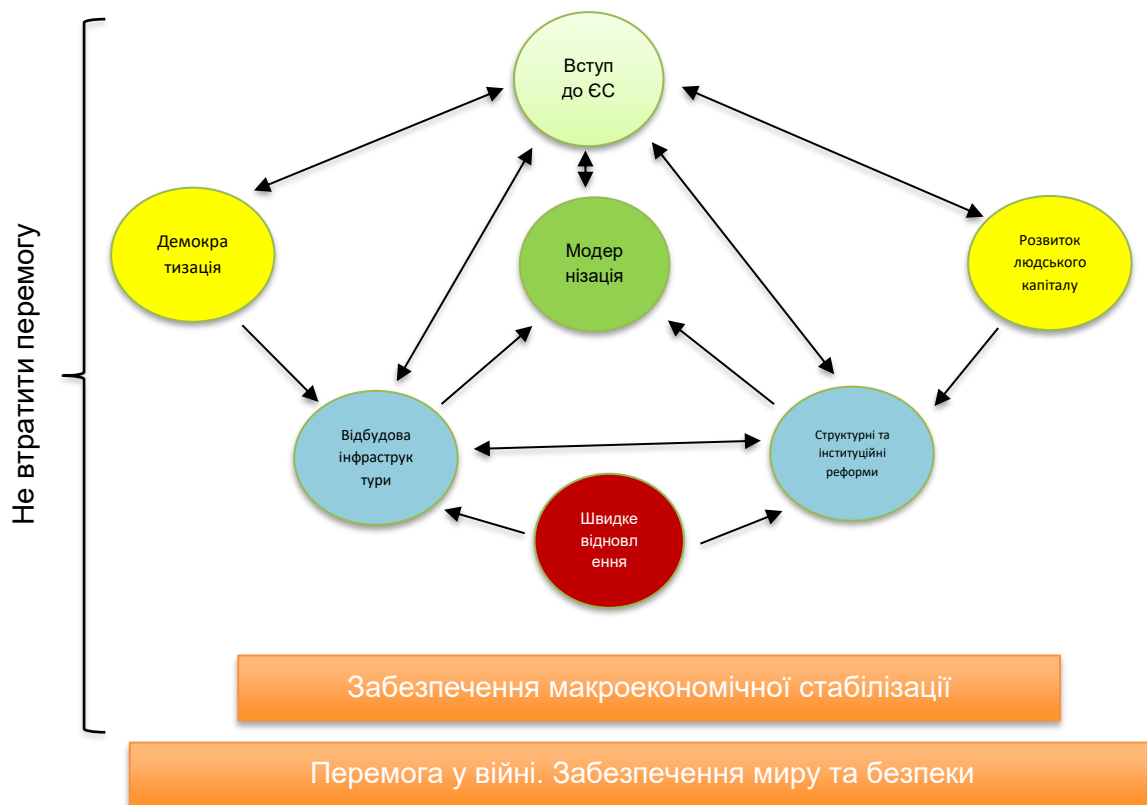 Вступ
до ЄС
Демокра
тизація
Модер
нізація
Розвиток
людського
капіталу
Не втратити перемогу
Відбудова
інфраструк
тури
Структурні та
інституційні
реформи
Швидке
відновл
ення
Забезпечення макроекономічної стабілізації
Перемога у війні. Забезпечення миру та безпеки